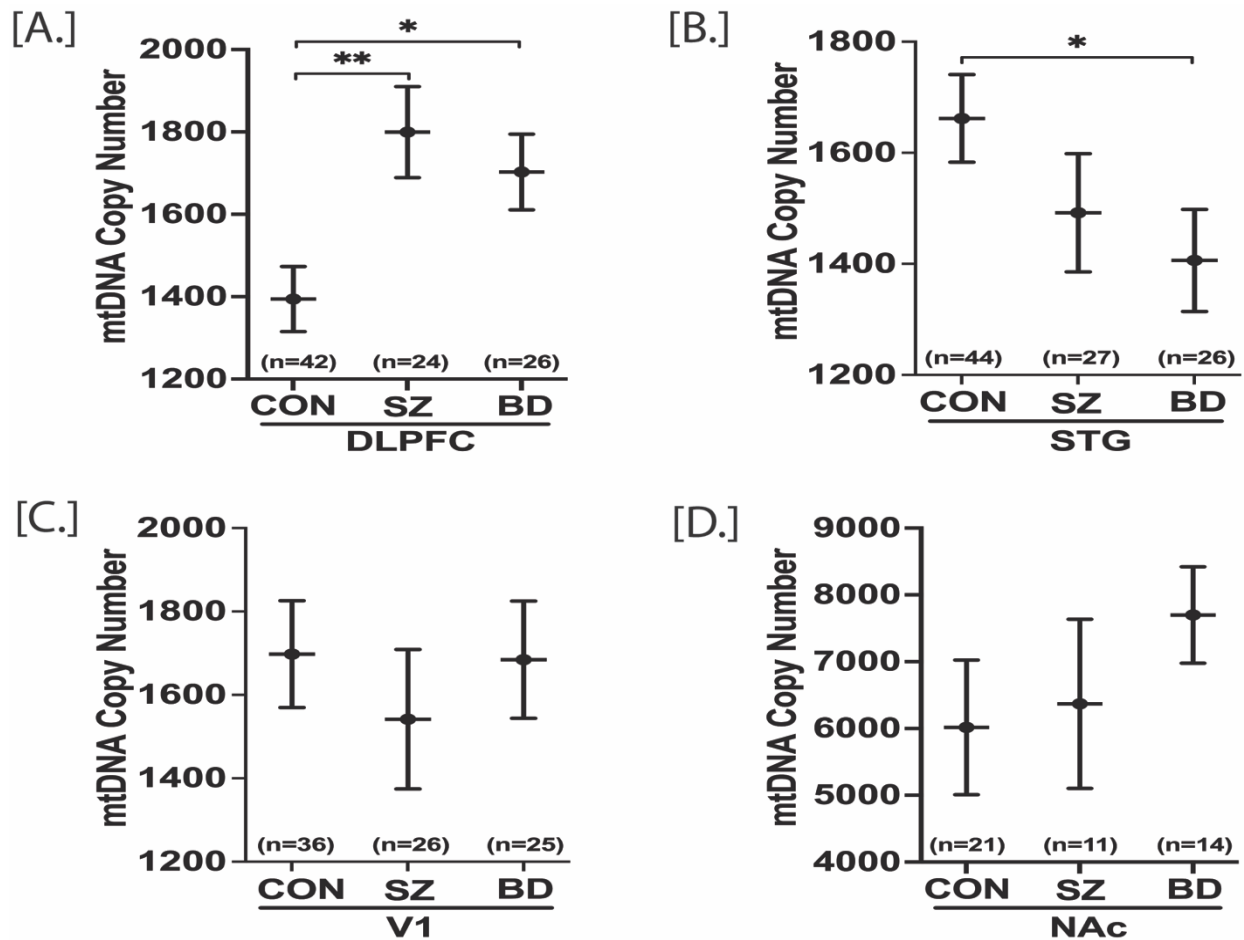 [A.]
mtDNA Copy Number
2000
1800
1600
1400
1200
*
**
(n=42) (n=24) (n=26)
CON SZ BD
DLPFC
[B.]
mtDNA Copy Number
1800
1600
1400
1200
*
(n=44) (n=27) (n=26)
CON SZ BD
STG
[C.]
mtDNA Copy Number
2000
1800
1600
1400
1200
(n=36) (n=26) (n=25)
CON SZ BD
V1
[D.]
mtDNA Copy Number
9000
8000
7000
6000
5000
4000
(n=21) (n=11) (n=14)
CON SZ BD
NAc